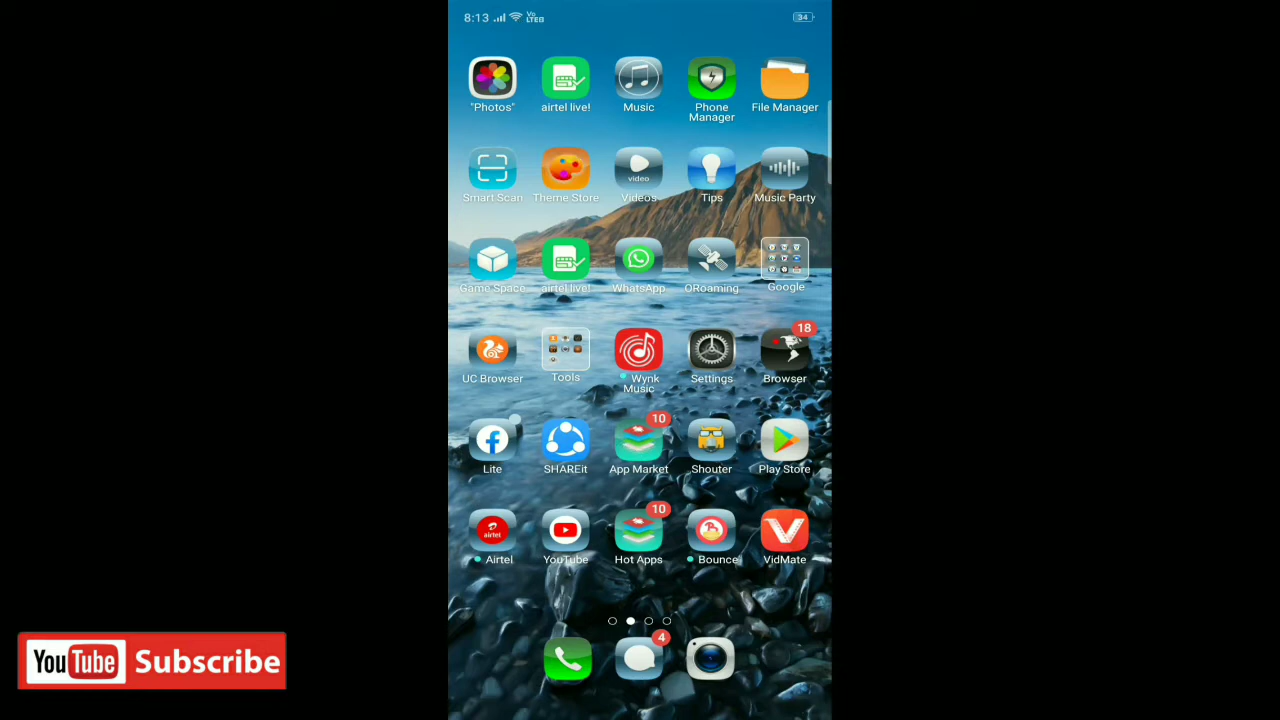 8:13 Vo LTE 34
"Photos" airtel live! Music Phone Manager File Manager
video
Smart Scan Theme Store Videos Tips Music Party
Game Space airtel live! WhatsApp ORoaming Google
18
UC Browser Tools Wynk Music Settings Browser
10
Lite SHAREit App Market Shouter Play Store
10
airtel
Airtel YouTube Hot Apps Bounce VidMate
4
YouTube Subscribe